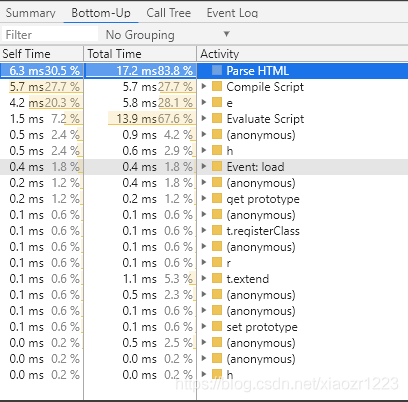 Summary Bottom-Up Call Tree Event Log
Filter No Grouping ▼
Self Time Total Time Activity
6.3 ms 30.5 % 17.2 ms 83.8 % Parse HTML
5.7 ms 27.7 % 5.7 ms 27.7 % Compile Script
4.2 ms 20.3 % 5.8 ms 28.1 % e
1.5 ms 7.2 % 13.9 ms 67.6 % Evaluate Script
0.5 ms 2.4 % 0.9 ms 4.2 % (anonymous)
0.5 ms 2.4 % 0.6 ms 2.9 % h
0.4 ms 1.8 % 0.4 ms 1.8 % Event: load
0.2 ms 1.2 % 0.4 ms 1.8 % (anonymous)
0.2 ms 1.2 % 0.2 ms 1.2 % get prototype
0.1 ms 0.6 % 0.1 ms 0.6 % (anonymous)
0.1 ms 0.6 % 0.1 ms 0.6 % t.registerClass
0.1 ms 0.6 % 0.1 ms 0.6 % (anonymous)
0.1 ms 0.6 % 0.1 ms 0.6 % r
0.1 ms 0.6 % 1.1 ms 5.3 % t.extend
0.1 ms 0.6 % 0.5 ms 2.3 % (anonymous)
0.1 ms 0.6 % 0.1 ms 0.6 % (anonymous)
0.1 ms 0.6 % 0.1 ms 0.6 % set prototype
0.0 ms 0.2 % 0.5 ms 2.5 % (anonymous)
0.0 ms 0.2 % 0.0 ms 0.2 % (anonymous)
0.0 ms 0.2 % 0.0 ms 0.2 % h
https://blog.csdn.net/xiaozr1223